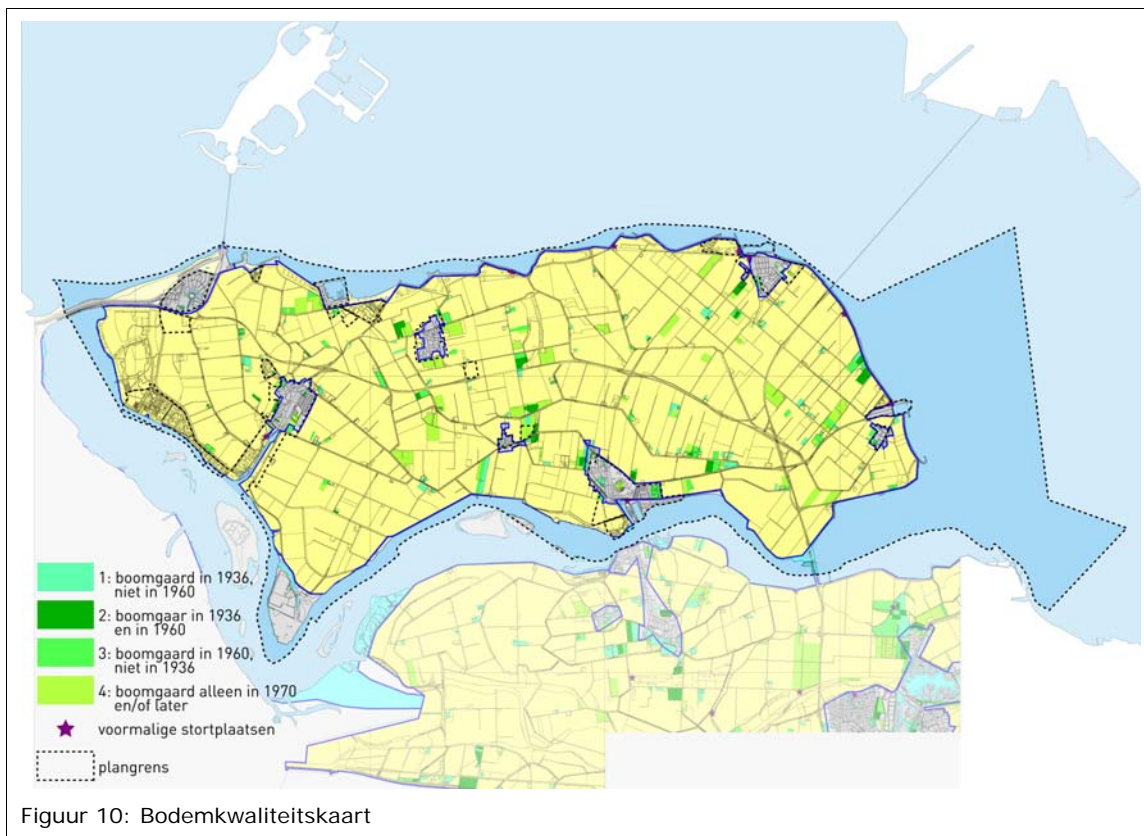 1: boomgaard in 1936,
niet in 1960
2: boomgaar in 1936
en in 1960
3: boomgaard in 1960,
niet in 1936
4: boomgaard alleen in 1970
en/of later
voormalige stortplaatsen
plangrens
Figuur 10: Bodemkwaliteitskaart